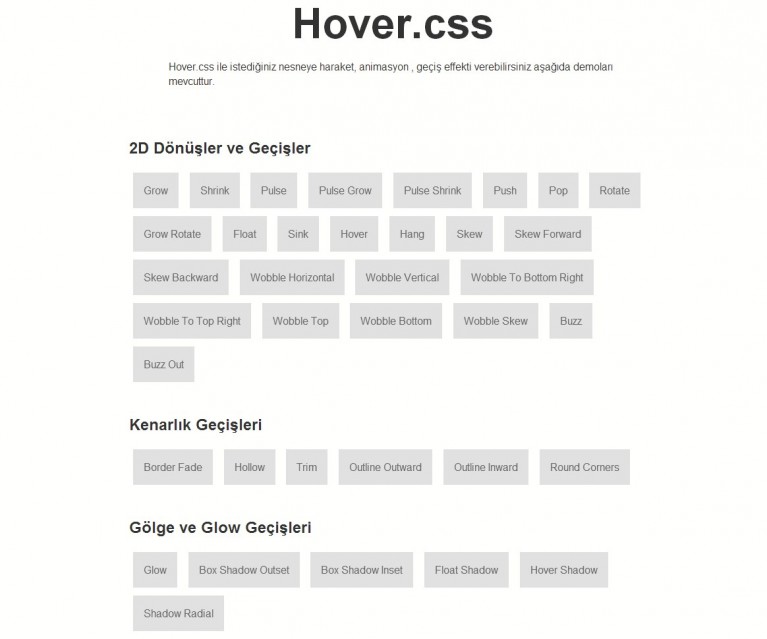 Hover.css
Hover.css ile istediğiniz nesneye haraket, animasyon , geçiş effekti verebilirsiniz aşağıda demoları
mevcuttur.
2D Dönüşler ve Geçişler
Grow Shrink Pulse Pulse Grow Pulse Shrink Push Pop Rotate
Grow Rotate Float Sink Hover Hang Skew Skew Forward
Skew Backward Wobble Horizontal Wobble Vertical Wobble To Bottom Right
Wobble To Top Right Wobble Top Wobble Bottom Wobble Skew Buzz
Buzz Out
Kenarlık Geçişleri
Border Fade Hollow Trim Outline Outward Outline Inward Round Corners
Gölge ve Glow Geçişleri
Glow Box Shadow Outset Box Shadow Inset Float Shadow Hover Shadow
Shadow Radial